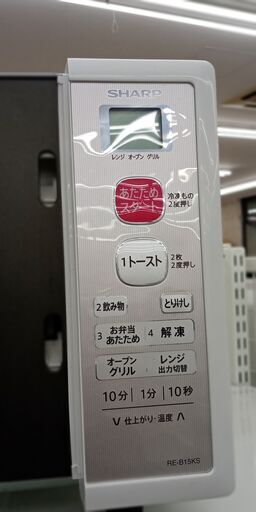 SHARP
レンジ オーブン グリル
あたため
スタート
冷凍もの
2度押し
1トースト
2枚
2度押し
2飲み物
とりけし
3 お弁当
あたため
4 解凍
オーブン
グリル
レンジ
出力切替
10分 1分 10秒
∨ 仕上がり・温度 ∧
RE-B15KS